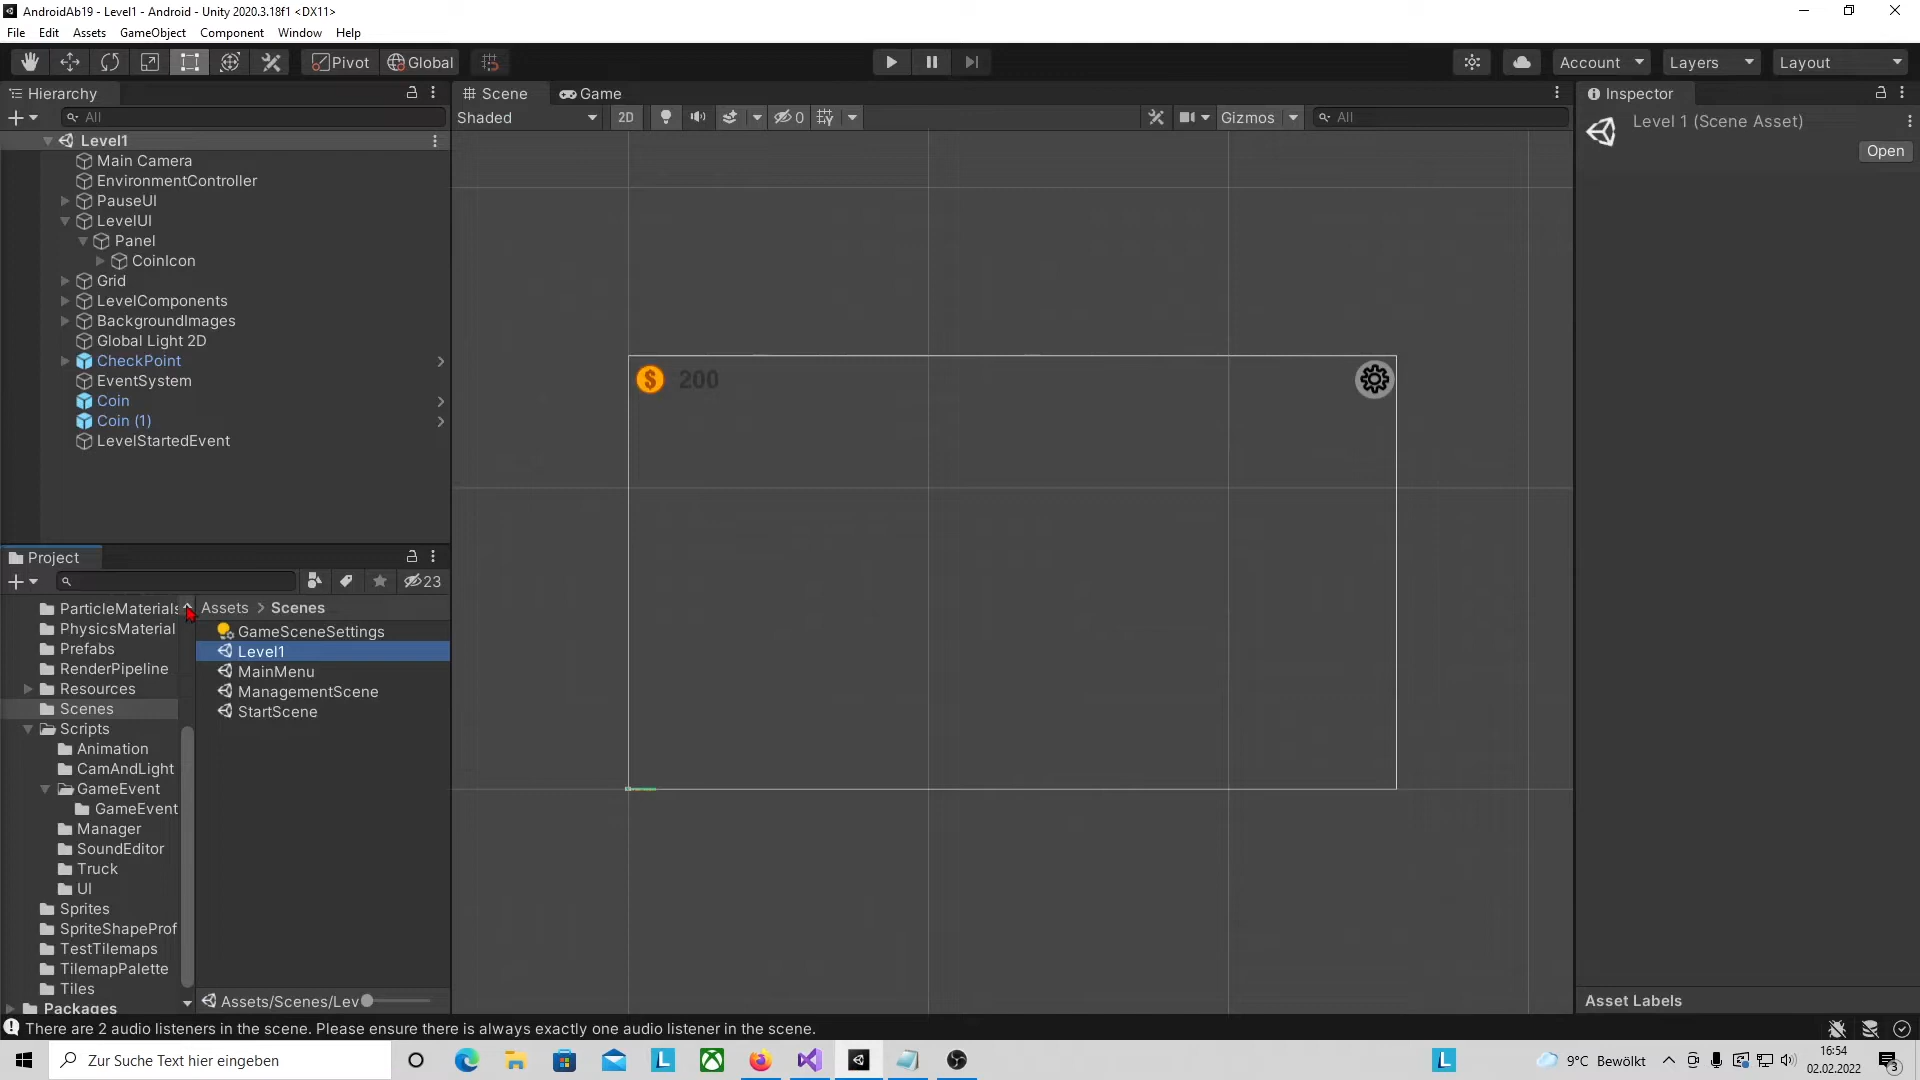 AndroidAb19 - Level1 - Android - Unity 2020.3.18f1 <DX11>
File Edit Assets GameObject Component Window Help
Pivot Global Account Layers Layout
Hierarchy
All
Level1
Main Camera
EnvironmentController
PauseUI
LevelUI
Panel
CoinIcon
Grid
LevelComponents
BackgroundImages
Global Light 2D
CheckPoint
EventSystem
Coin
Coin (1)
LevelStartedEvent
Scene Game
Shaded 2D 0 Gizmos All
$ 200
Inspector
Level 1 (Scene Asset)
Open
Asset Labels
Project
23
ParticleMaterials
PhysicsMaterial
Prefabs
RenderPipeline
Resources
Scenes
Scripts
Animation
CamAndLight
GameEvent
GameEvent
Manager
SoundEditor
Truck
UI
Sprites
SpriteShapeProf
TestTilemaps
TilemapPalette
Tiles
Packages
Assets > Scenes
GameSceneSettings
Level1
MainMenu
ManagementScene
StartScene
Assets/Scenes/Lev
There are 2 audio listeners in the scene. Please ensure there is always exactly one audio listener in the scene.
Zur Suche Text hier eingeben
L
L
9°C Bewölkt
16:54
02.02.2022
3